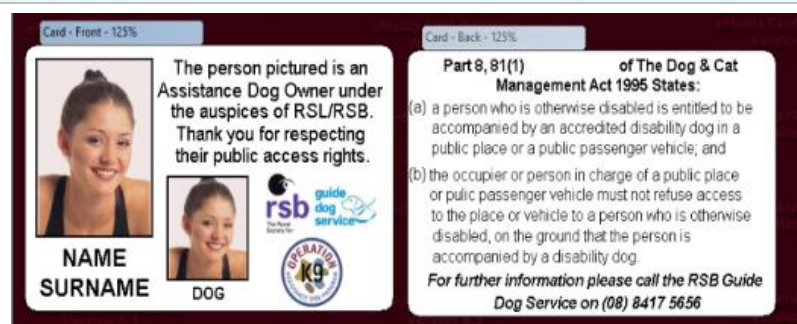 Card - Front - 125%
The person pictured is an
Assistance Dog Owner under
the auspices of RSL/RSB.
Thank you for respecting
their public access rights.
rsb
guide
dog
service
The Royal
Society for
OPERATION
K9
NAME
SURNAME
DOG
Card - Back - 125%
Part 8, 81(1) of The Dog & Cat
Management Act 1995 States:
(a) a person who is otherwise disabled is entitled to be
accompanied by an accredited disability dog in a
public place or a public passenger vehicle; and
(b) the occupier or person in charge of a public place
or pulic passenger vehicle must not refuse access
to the place or vehicle to a person who is otherwise
disabled, on the ground that the person is
accompanied by a disability dog.
For further information please call the RSB Guide
Dog Service on (08) 8417 5656